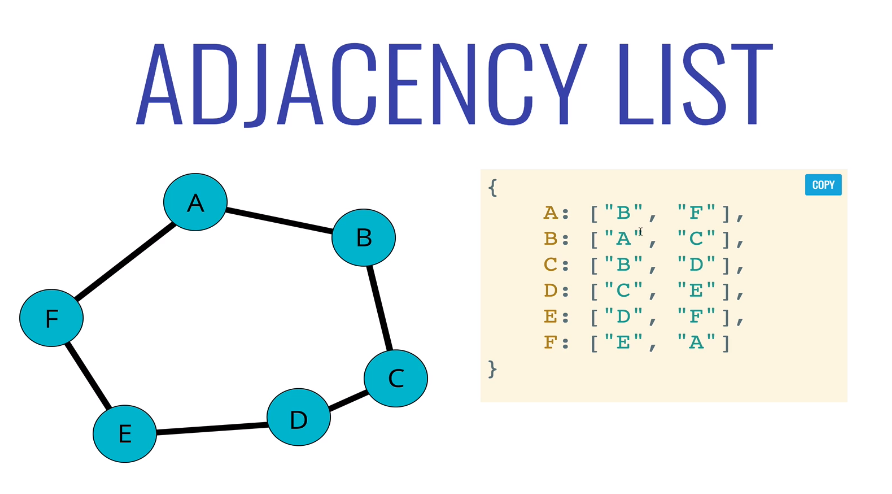 ADJACENCY LIST
A
B
F
C
D
E
COPY
{
A: ["B", "F"],
B: ["A", "C"],
C: ["B", "D"],
D: ["C", "E"],
E: ["D", "F"],
F: ["E", "A"]
}